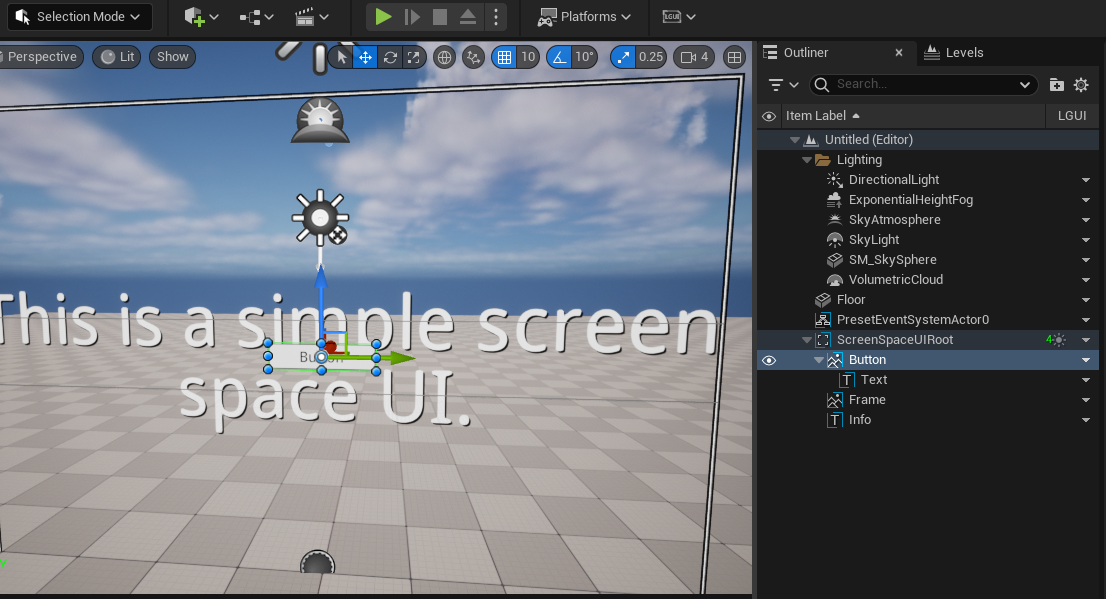 Selection Mode
Platforms
LGUI
Perspective
Lit
Show
10
10°
0.25
4
This is a simple screen
Button
space UI.
Outliner
Levels
Search...
Item Label
LGUI
Untitled (Editor)
Lighting
DirectionalLight
ExponentialHeightFog
SkyAtmosphere
SkyLight
SM_SkySphere
VolumetricCloud
Floor
PresetEventSystemActor0
ScreenSpaceUIRoot
4
Button
T Text
Frame
T Info